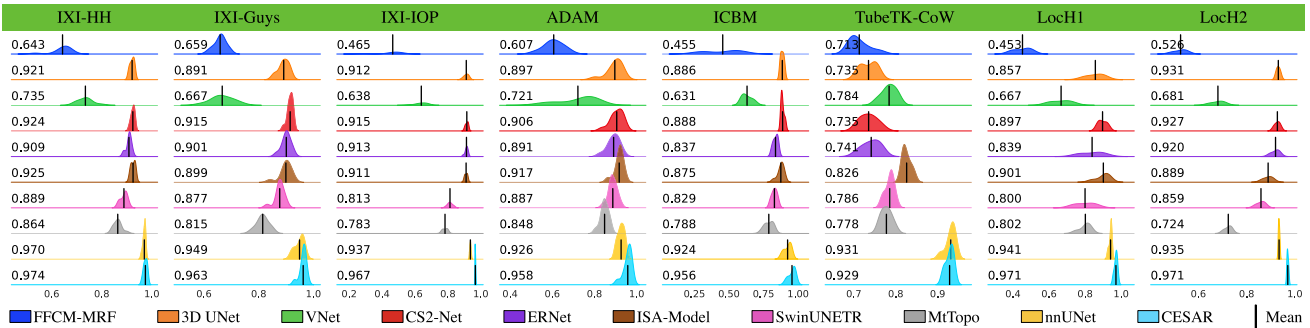 IXI-HH IXI-Guys IXI-IOP ADAM ICBM TubeTK-CoW LocH1 LocH2
0.643 0.659 0.465 0.607 0.455 0.713 0.453 0.526
0.921 0.891 0.912 0.897 0.886 0.735 0.857 0.931
0.735 0.667 0.638 0.721 0.631 0.784 0.667 0.681
0.924 0.915 0.915 0.906 0.888 0.735 0.897 0.927
0.909 0.901 0.913 0.891 0.837 0.741 0.839 0.920
0.925 0.899 0.911 0.917 0.875 0.826 0.901 0.889
0.889 0.877 0.813 0.889 0.829 0.786 0.800 0.859
0.864 0.815 0.783 0.848 0.788 0.778 0.802 0.724
0.970 0.949 0.937 0.926 0.924 0.931 0.941 0.935
0.974 0.963 0.967 0.958 0.956 0.929 0.971 0.971
0.6 0.8 1.0 0.6 0.8 1.0 0.2 0.4 0.6 0.8 1.0 0.4 0.6 0.8 1.0 0.25 0.50 0.75 1.00 0.7 0.8 0.9 0.4 0.6 0.8 1.0 0.6 0.8 1.0
FFCM-MRF 3D UNet VNet CS2-Net ERNet ISA-Model SwinUNETR MtTopo nnUNet CESAR Mean